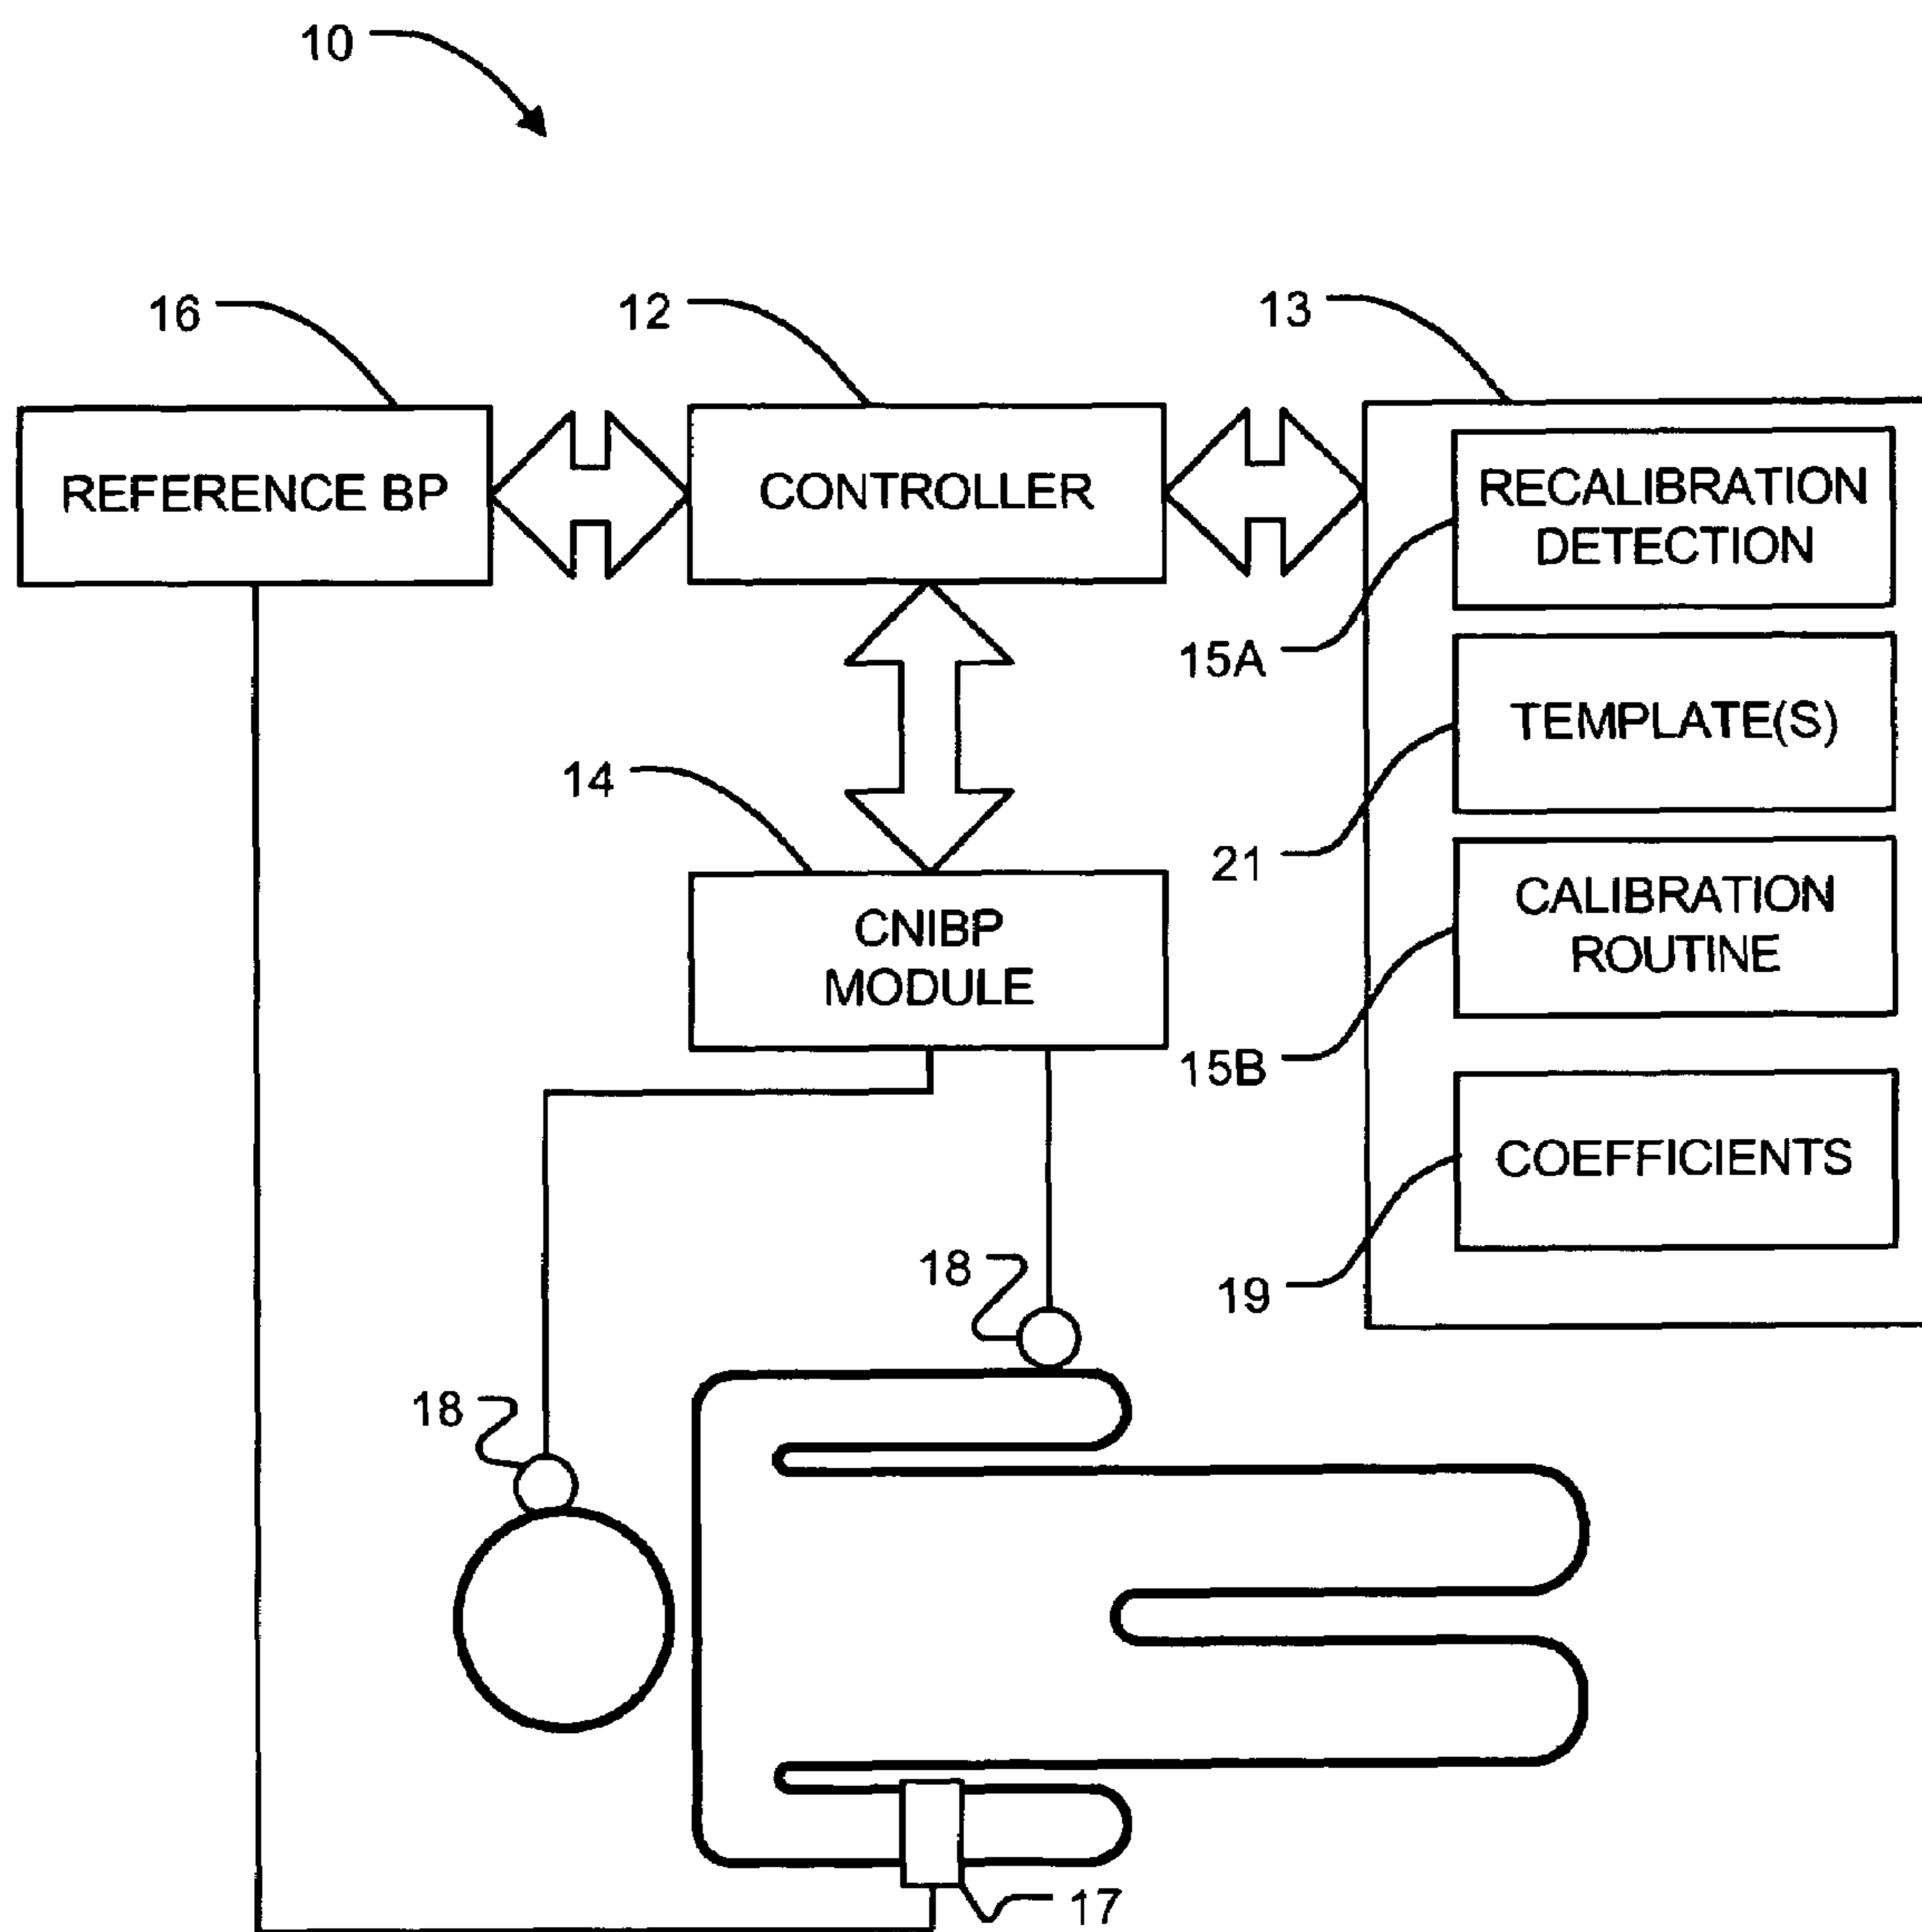 10
16
12
13
REFERENCE BP
CONTROLLER
RECALIBRATION
DETECTION
15A
TEMPLATE(S)
14
21
CNIBP
MODULE
CALIBRATION
ROUTINE
15B
COEFFICIENTS
18
19
18
17